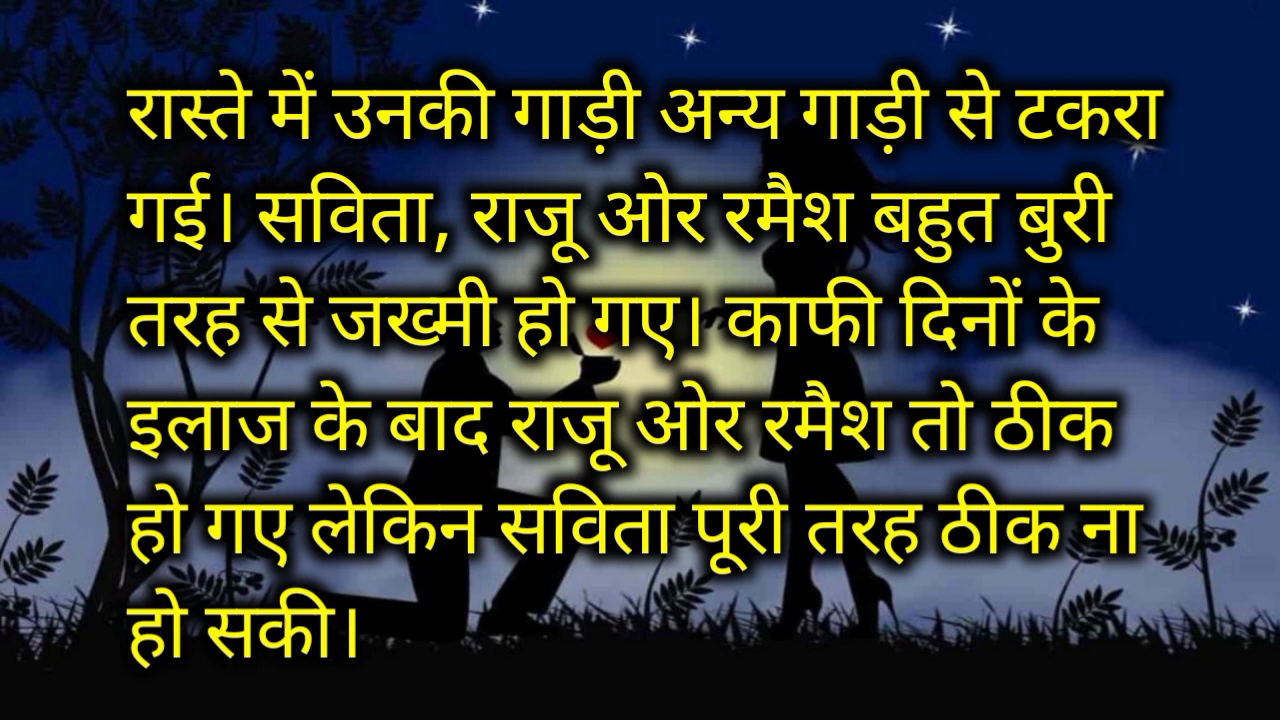 रास्ते में उनकी गाड़ी अन्य गाड़ी से टकरा
गई। सविता, राजू ओर रमैश बहुत बुरी
तरह से जख्मी हो गए। काफी दिनों के
इलाज के बाद राजू ओर रमैश तो ठीक
हो गए लेकिन सविता पूरी तरह ठीक ना
हो सकी।